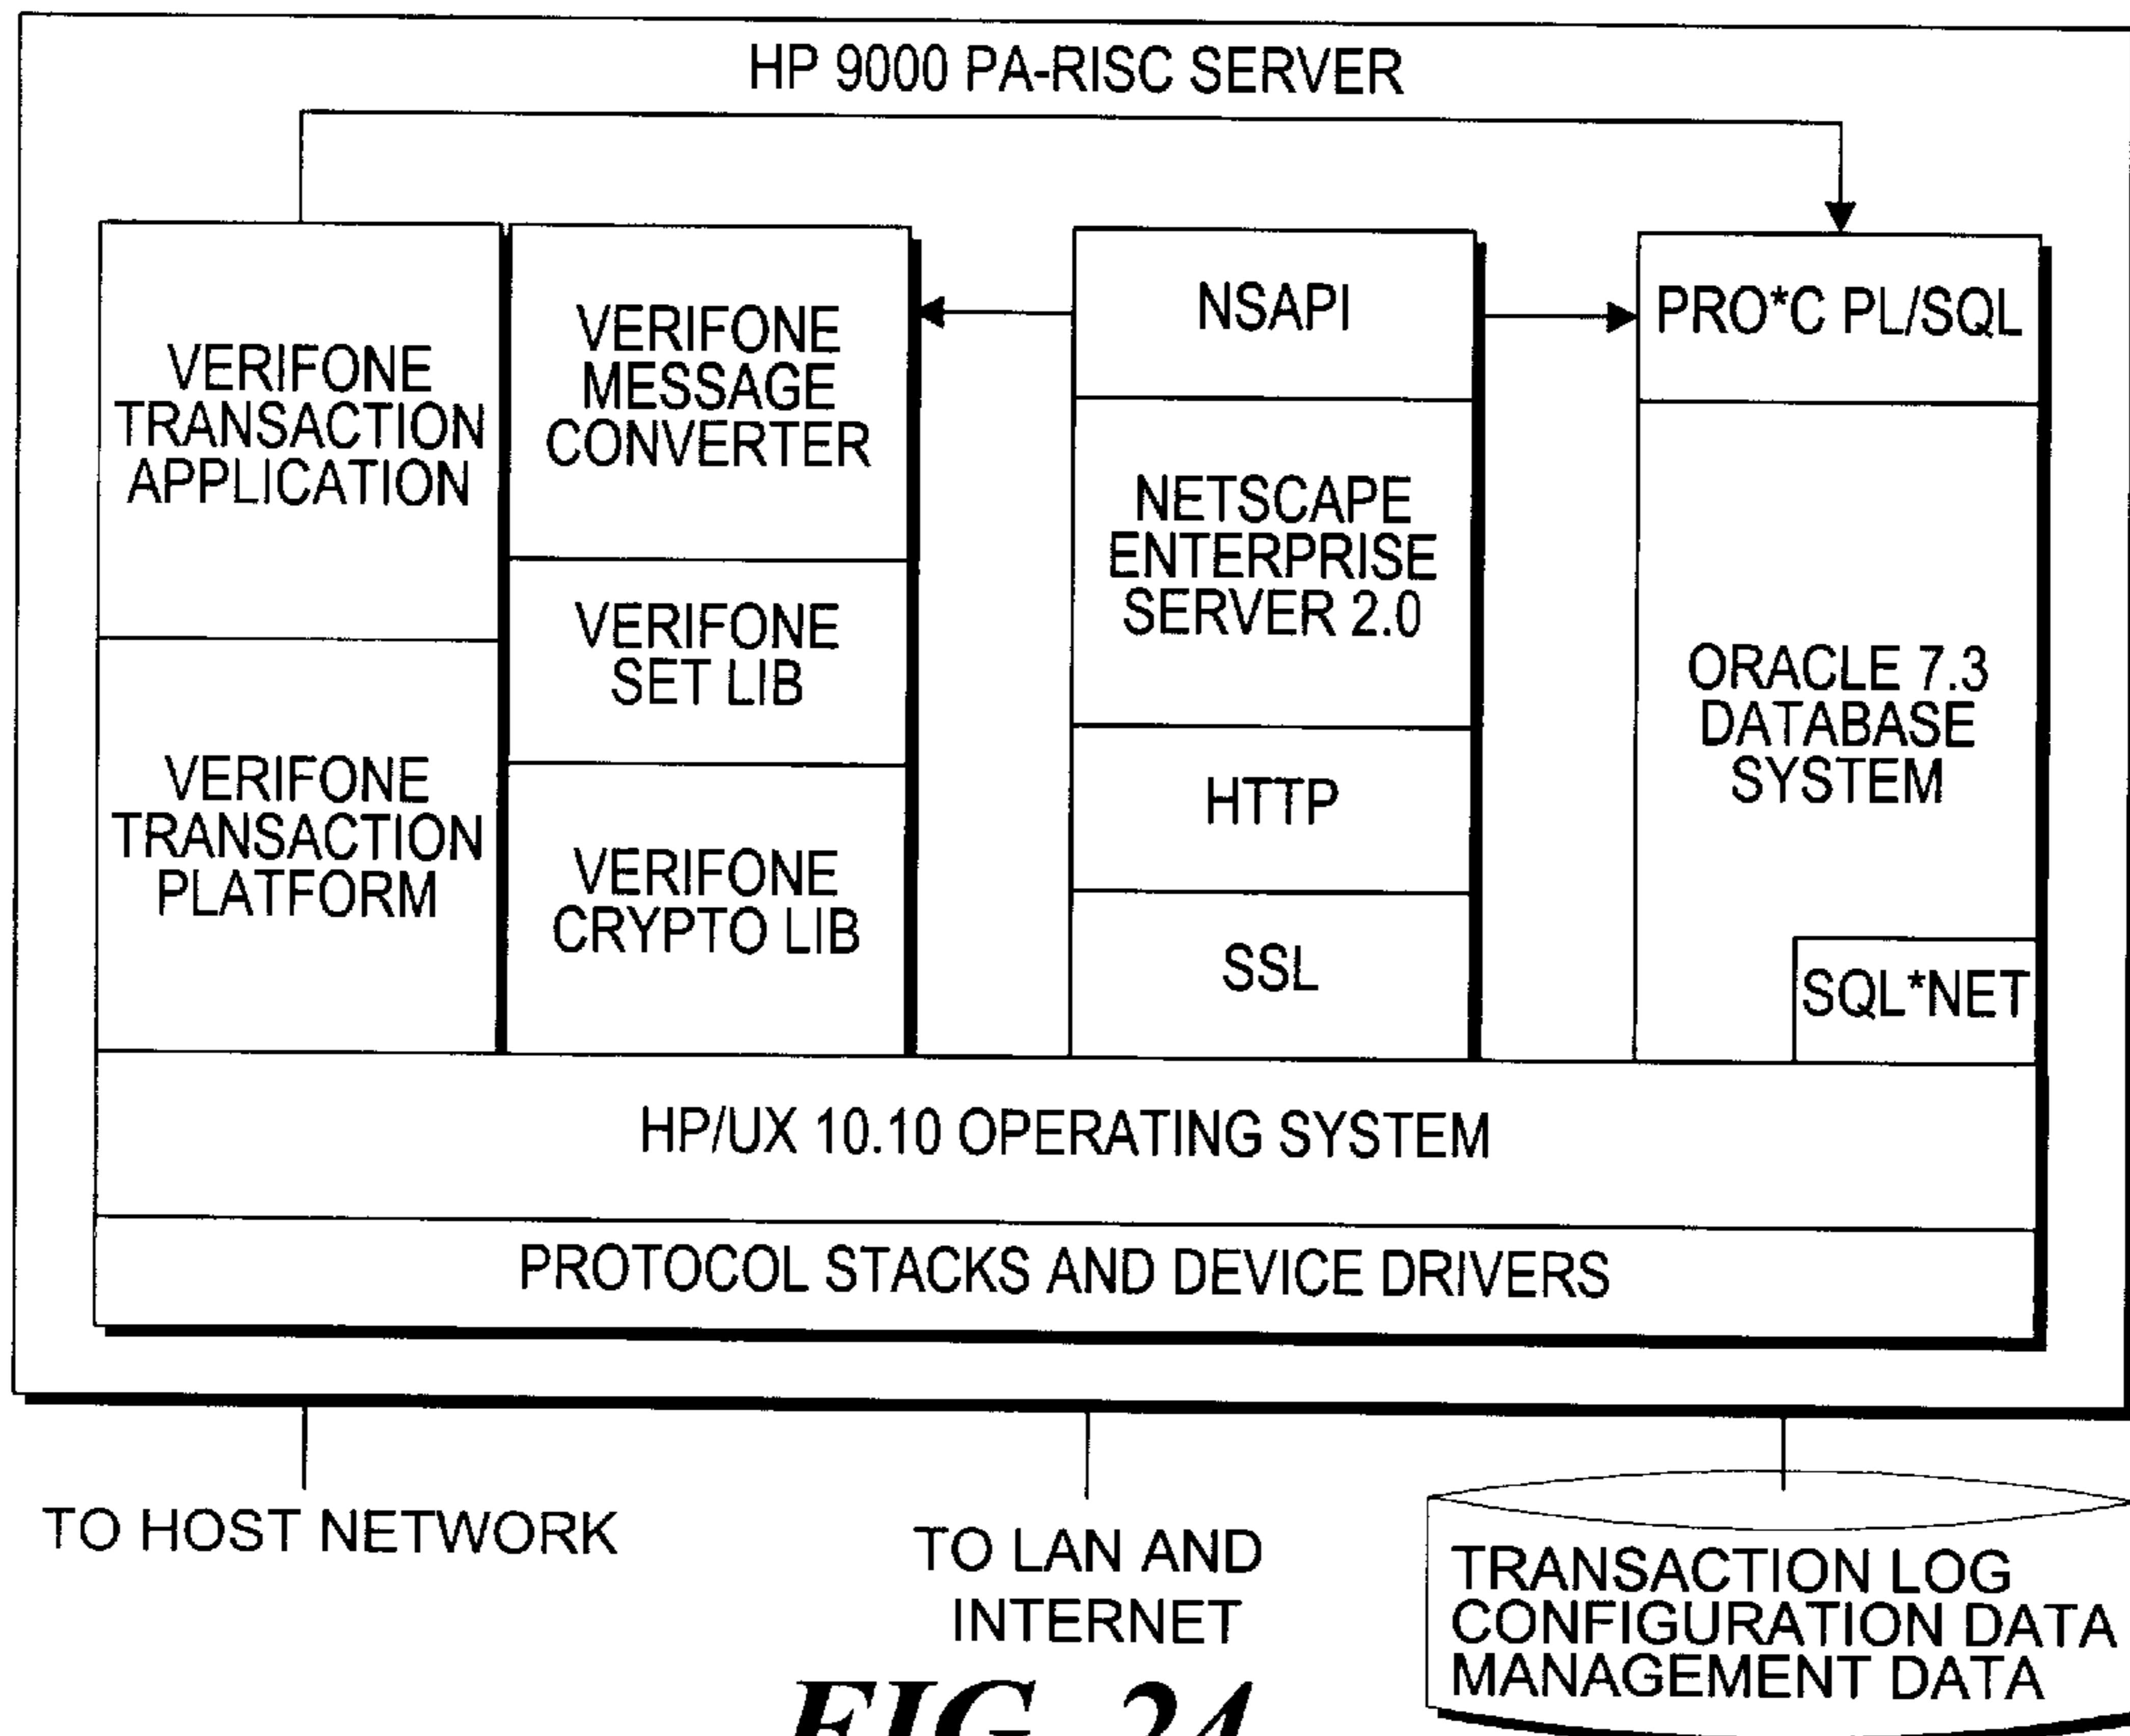 HP 9000 PA-RISC SERVER
VERIFONE
TRANSACTION
APPLICATION
VERIFONE
TRANSACTION
PLATFORM
VERIFONE
MESSAGE
CONVERTER
VERIFONE
SET LIB
VERIFONE
CRYPTO LIB
NSAPI
NETSCAPE
ENTERPRISE
SERVER 2.0
HTTP
SSL
PRO*C PL/SQL
ORACLE 7.3
DATABASE
SYSTEM
SQL*NET
HP/UX 10.10 OPERATING SYSTEM
PROTOCOL STACKS AND DEVICE DRIVERS
TO HOST NETWORK
TO LAN AND
INTERNET
TRANSACTION LOG
CONFIGURATION DATA
MANAGEMENT DATA
FIG. 24